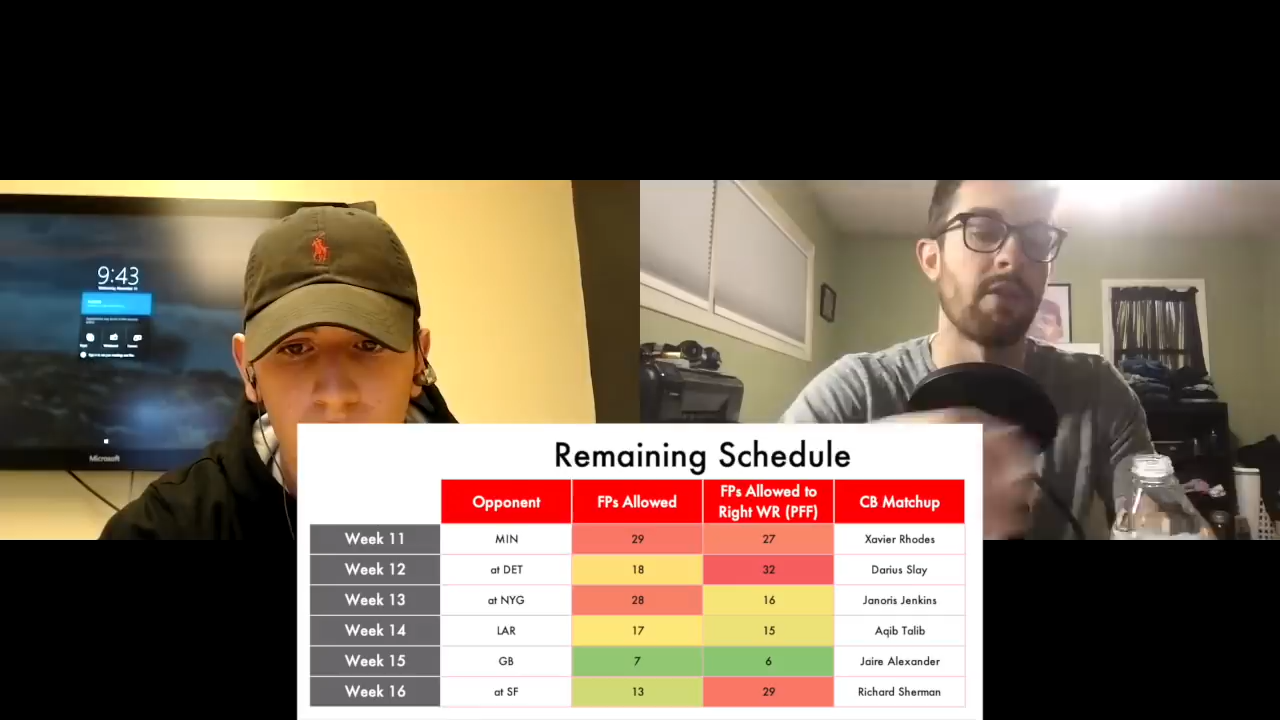 9:43
Microsoft
Remaining Schedule
Opponent FPs Allowed FPs Allowed to Right WR (PFF) CB Matchup
Week 11 MIN 29 27 Xavier Rhodes
Week 12 at DET 18 32 Darius Slay
Week 13 at NYG 28 16 Janoris Jenkins
Week 14 LAR 17 15 Aqib Talib
Week 15 GB 7 6 Jaire Alexander
Week 16 at SF 13 29 Richard Sherman